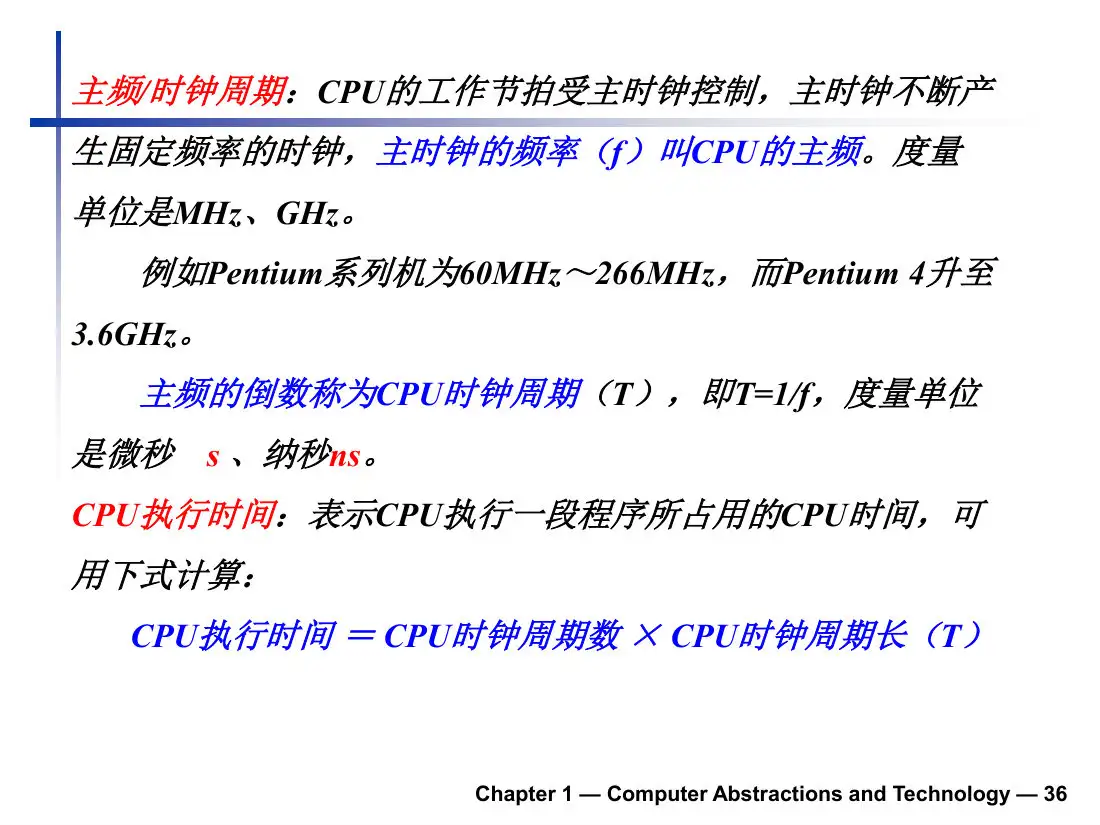 主频/时钟周期：CPU的工作节拍受主时钟控制，主时钟不断产
生固定频率的时钟，主时钟的频率（f）叫CPU的主频。度量
单位是MHz、GHz。
例如Pentium系列机为60MHz～266MHz，而Pentium 4升至
3.6GHz。
主频的倒数称为CPU时钟周期（T），即T=1/f，度量单位
是微秒 s 、纳秒ns。
CPU执行时间：表示CPU执行一段程序所占用的CPU时间，可
用下式计算：
CPU执行时间 ＝ CPU时钟周期数 × CPU时钟周期长（T）
Chapter 1 — Computer Abstractions and Technology — 36